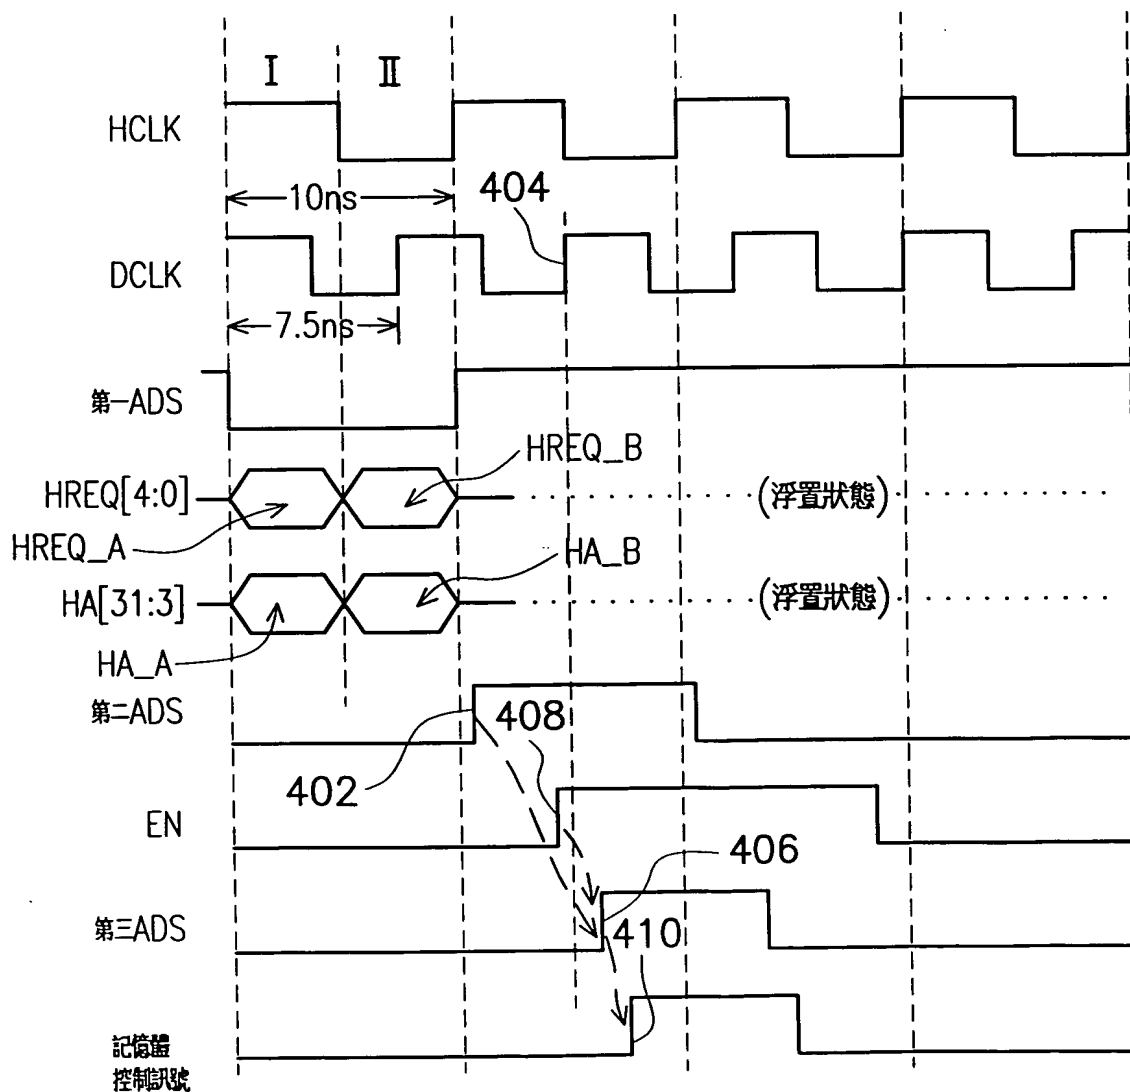 I II
HCLK
10ns
404
DCLK
7.5ns
第一ADS
HREQ_B
HREQ[4:0]
(浮置狀態)
HREQ_A
HA_B
HA[31:3]
(浮置狀態)
HA_A
第二ADS
408
402
EN
406
第三ADS
410
記憶體
控制訊號